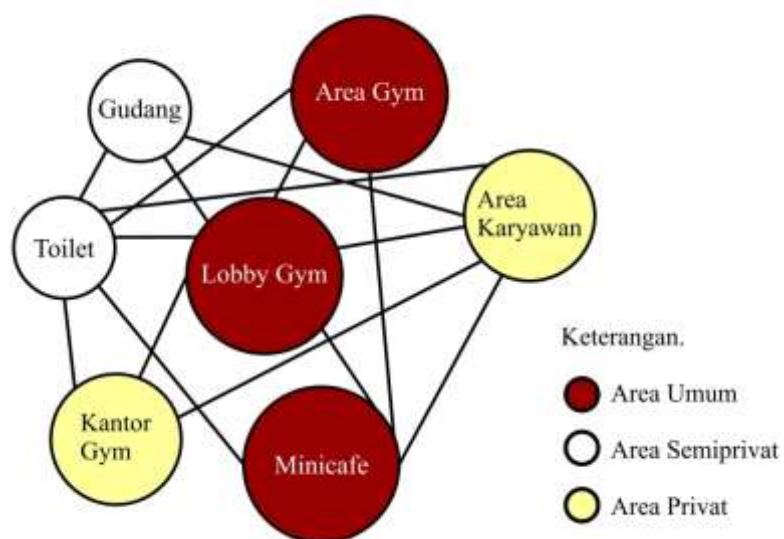 Area Gym
Gudang
Area
Karyawan
Toilet
Lobby Gym
Kantor
Gym
Minicafe
Keterangan.
Area Umum
Area Semiprivat
Area Privat